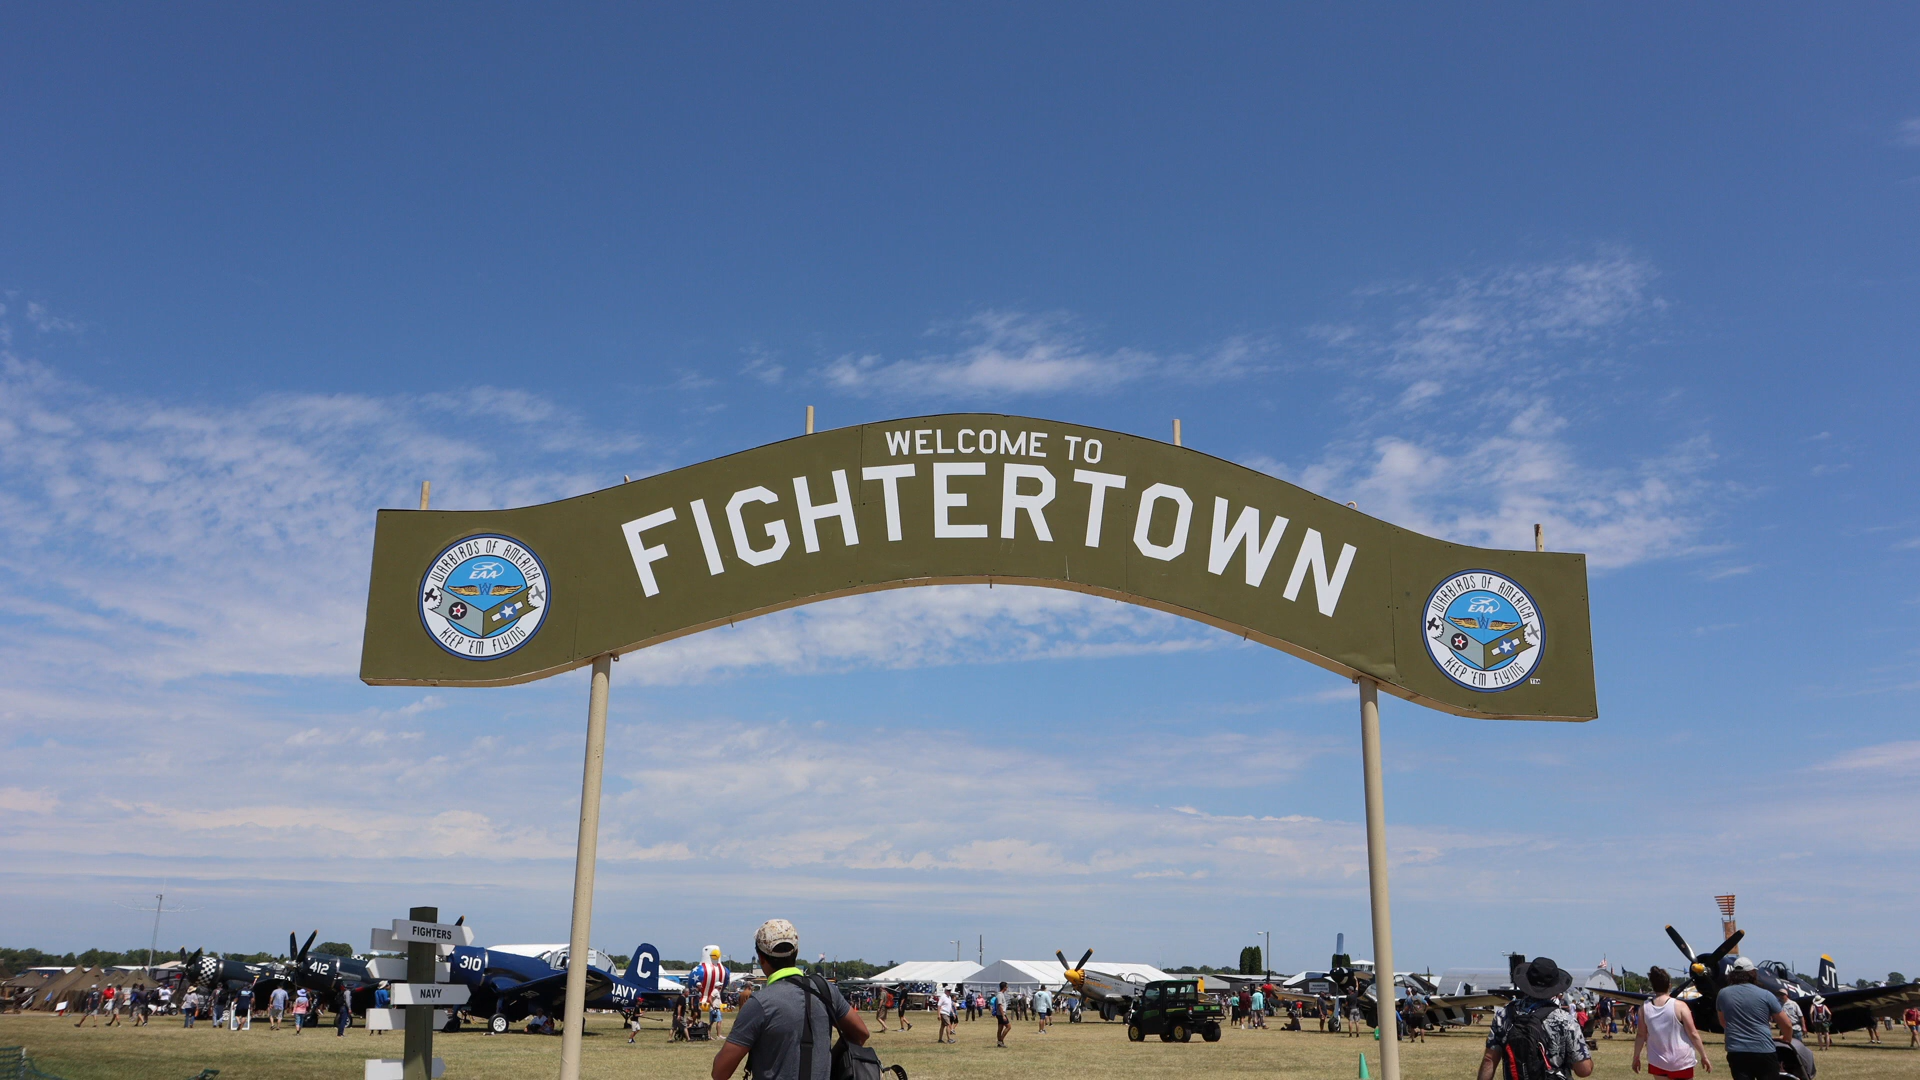 WELCOME TO
FIGHTERTOWN
WARBIRDS OF AMERICA
EAA
W
KEEP 'EM FLYING
WARBIRDS OF AMERICA
EAA
W
KEEP 'EM FLYING
TM
FIGHTERS
NAVY
412
310
C
NAVY
JT